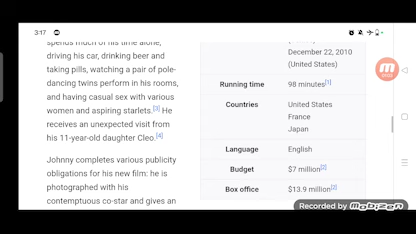 3:17
spends much of his time alone,
driving his car, drinking beer and
taking pills, watching a pair of pole-
dancing twins perform in his rooms,
and having casual sex with various
women and aspiring starlets.[3] He
receives an unexpected visit from
his 11-year-old daughter Cleo.[4]
Johnny completes various publicity
obligations for his new film: he is
photographed with his
contemptuous co-star and gives an
December 22, 2010
(United States)
Running time 98 minutes[1]
Countries United States
France
Japan
Language English
Budget $7 million[2]
Box office $13.9 million[2]
Recorded by Mobizen